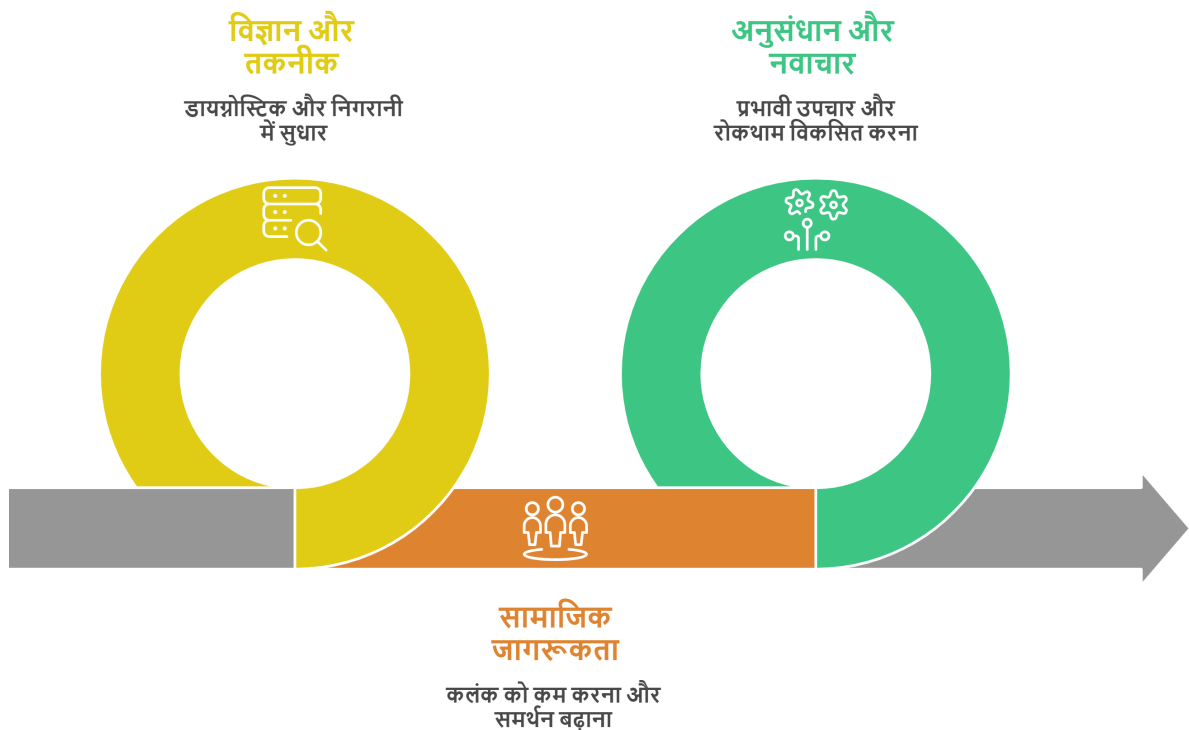 विज्ञान और
तकनीक
डायग्नोस्टिक और निगरानी
में सुधार
अनुसंधान और
नवाचार
प्रभावी उपचार और
रोकथाम विकसित करना
सामाजिक
जागरूकता
कलंक को कम करना और
समर्थन बढ़ाना